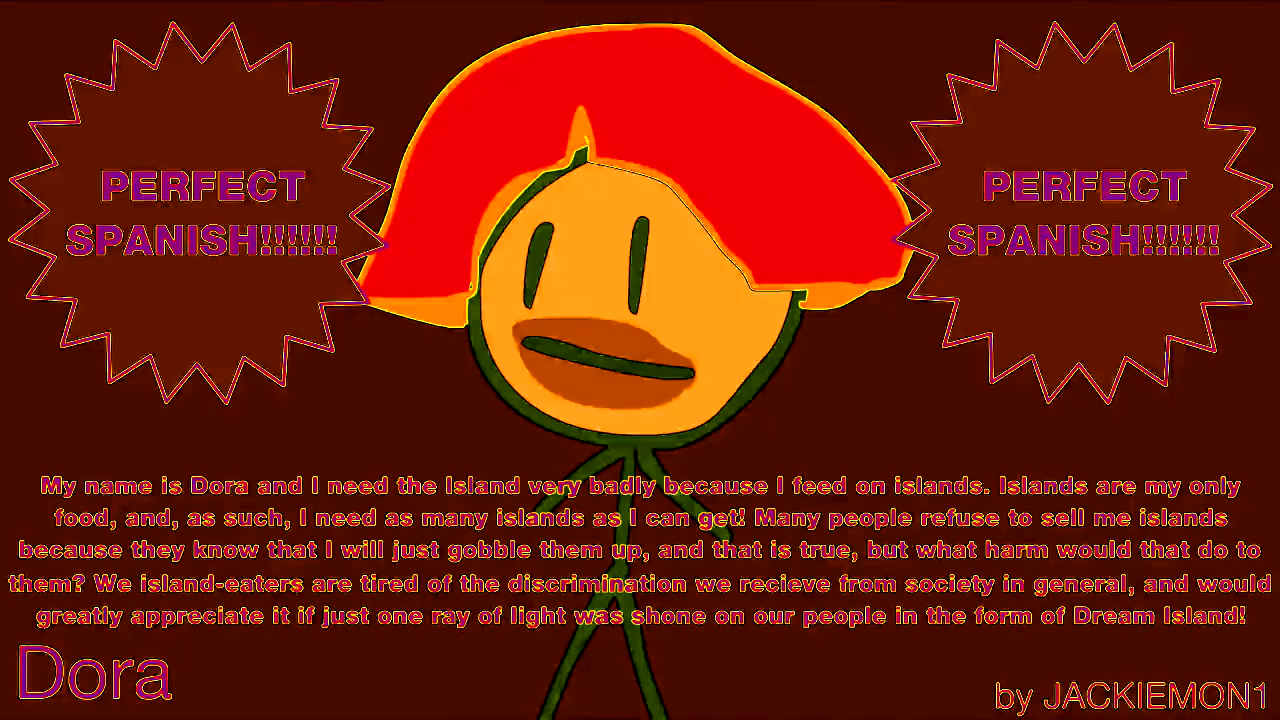 PERFECT
SPANISH!!!!!!
PERFECT
SPANISH!!!!!!
My name is Dora and I need the Island very badly because I feed on islands. Islands are my only
food, and, as such, I need as many islands as I can get! Many people refuse to sell me islands
because they know that I will just gobble them up, and that is true, but what harm would that do to
them? We island-eaters are tired of the discrimination we recieve from society in general, and would
greatly appreciate it if just one ray of light was shone on our people in the form of Dream Island!
Dora
by JACKIEMON1